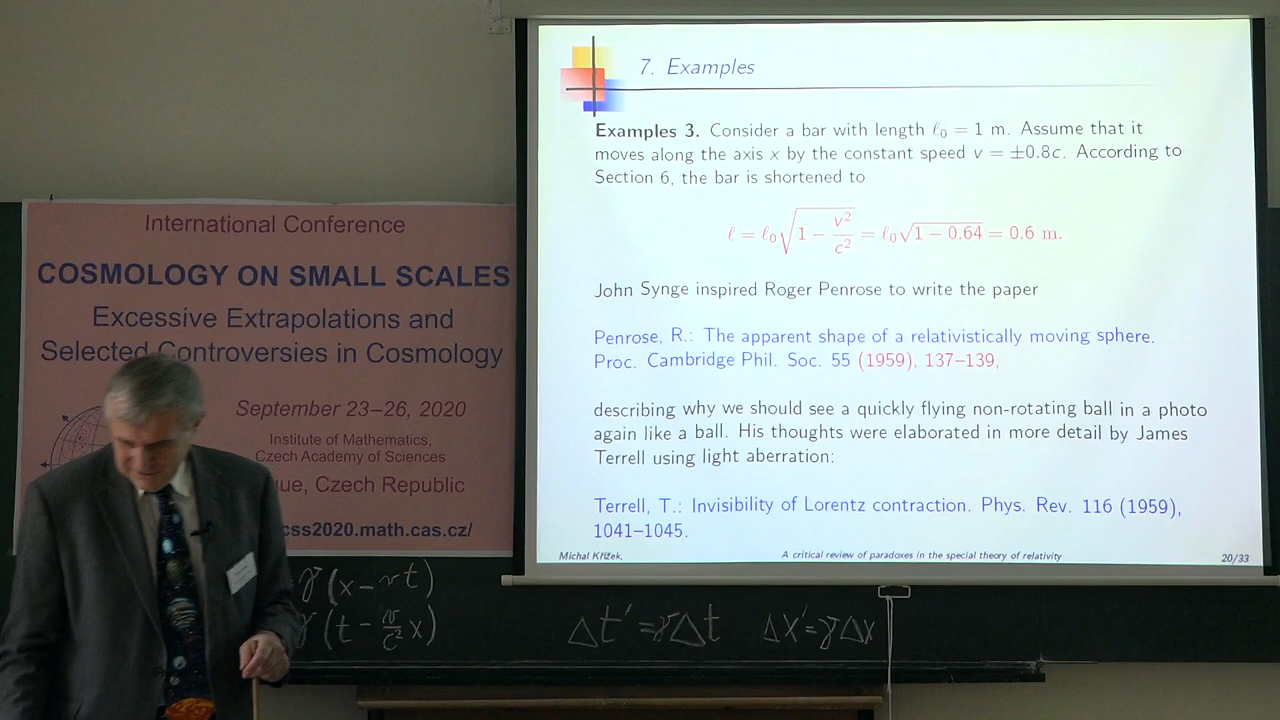 International Conference
COSMOLOGY ON SMALL SCALES
Excessive Extrapolations and
Selected Controversies in Cosmology
September 23–26, 2020
Institute of Mathematics,
Czech Academy of Sciences
Czech Republic
css2020.math.cas.cz/
7. Examples
Examples 3. Consider a bar with length ℓ₀ = 1 m. Assume that it
moves along the axis x by the constant speed v = ±0.8c. According to
Section 6, the bar is shortened to
ℓ = ℓ₀√(1 − v²/c²) = ℓ₀√(1 − 0.64) = 0.6 m.
John Synge inspired Roger Penrose to write the paper
Penrose, R.: The apparent shape of a relativistically moving sphere.
Proc. Cambridge Phil. Soc. 55 (1959), 137–139,
describing why we should see a quickly flying non-rotating ball in a photo
again like a ball. His thoughts were elaborated in more detail by James
Terrell using light aberration:
Terrell, T.: Invisibility of Lorentz contraction. Phys. Rev. 116 (1959),
1041–1045.
Michal Křížek, A critical review of paradoxes in the special theory of relativity 20/33
γ(x − vt)
γ(t − v/c² x)
Δt′ = γΔt Δx′ = γΔx